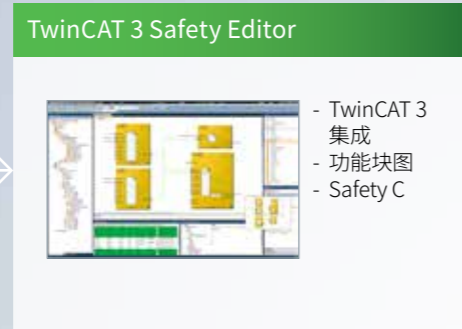 TwinCAT 3 Safety Editor
- TwinCAT 3
集成
- 功能块图
- Safety C